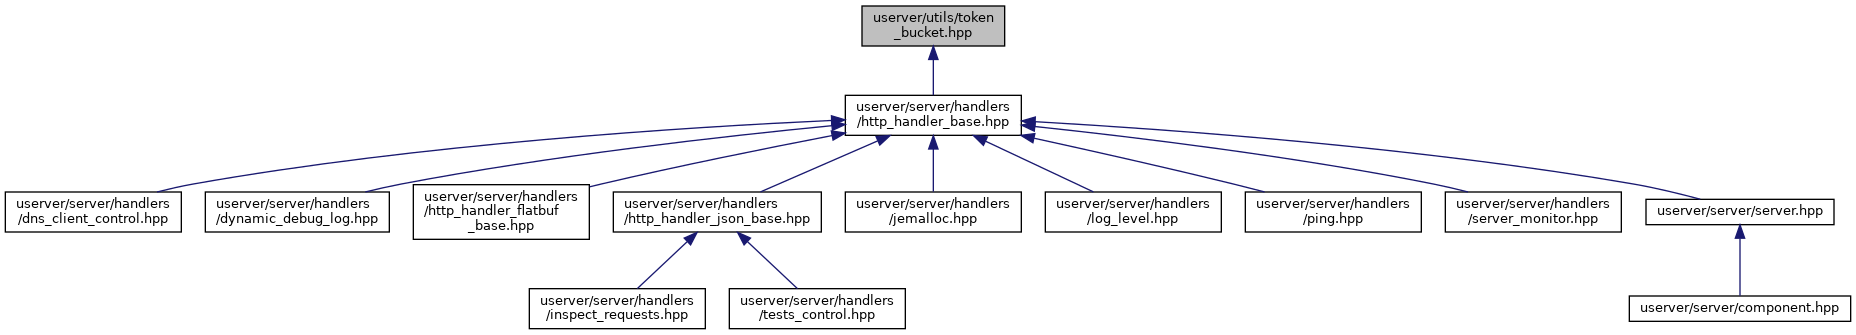 userver/utils/token
_bucket.hpp
userver/server/handlers
/http_handler_base.hpp
userver/server/handlers
/dns_client_control.hpp
userver/server/handlers
/dynamic_debug_log.hpp
userver/server/handlers
/http_handler_flatbuf
_base.hpp
userver/server/handlers
/http_handler_json_base.hpp
userver/server/handlers
/jemalloc.hpp
userver/server/handlers
/log_level.hpp
userver/server/handlers
/ping.hpp
userver/server/handlers
/server_monitor.hpp
userver/server/server.hpp
userver/server/handlers
/inspect_requests.hpp
userver/server/handlers
/tests_control.hpp
userver/server/component.hpp